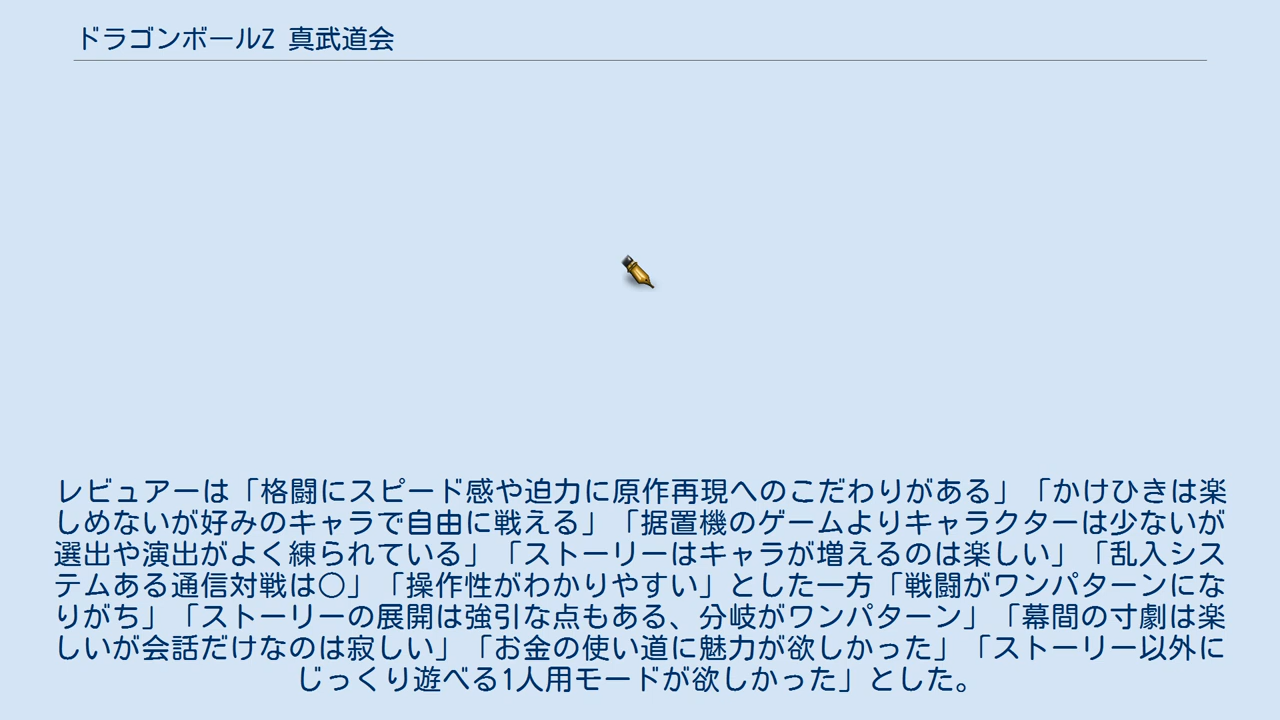 ドラゴンボールZ 真武道会
レビュアーは「格闘にスピード感や迫力に原作再現へのこだわりがある」「かけひきは楽
しめないが好みのキャラで自由に戦える」「据置機のゲームよりキャラクターは少ないが
選出や演出がよく練られている」「ストーリーはキャラが増えるのは楽しい」「乱入シス
テムある通信対戦は○」「操作性がわかりやすい」とした一方「戦闘がワンパターンにな
りがち」「ストーリーの展開は強引な点もある、分岐がワンパターン」「幕間の寸劇は楽
しいが会話だけなのは寂しい」「お金の使い道に魅力が欲しかった」「ストーリー以外に
じっくり遊べる1人用モードが欲しかった」とした。